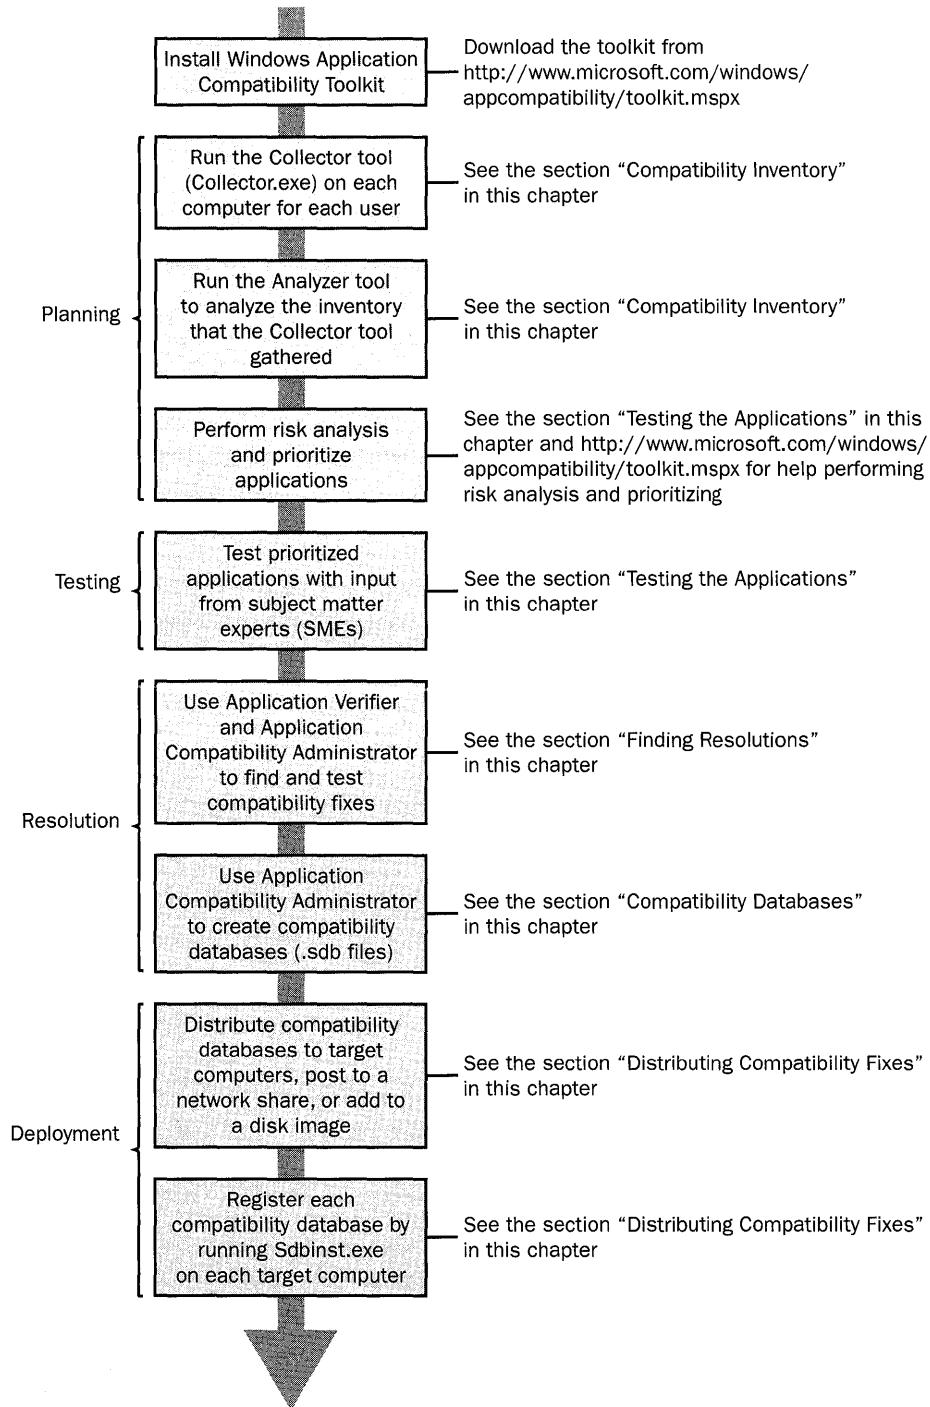 Install Windows Application
Compatibility Toolkit
Download the toolkit from
http://www.microsoft.com/windows/
appcompatibility/toolkit.mspx
Planning
Run the Collector tool
(Collector.exe) on each
computer for each user
See the section “Compatibility Inventory”
in this chapter
Run the Analyzer tool
to analyze the inventory
that the Collector tool
gathered
See the section “Compatibility Inventory”
in this chapter
Perform risk analysis
and prioritize
applications
See the section “Testing the Applications” in this
chapter and http://www.microsoft.com/windows/
appcompatibility/toolkit.mspx for help performing
risk analysis and prioritizing
Testing
Test prioritized
applications with input
from subject matter
experts (SMEs)
See the section “Testing the Applications”
in this chapter
Resolution
Use Application Verifier
and Application
Compatibility Administrator
to find and test
compatibility fixes
See the section “Finding Resolutions”
in this chapter
Use Application
Compatibility Administrator
to create compatibility
databases (.sdb files)
See the section “Compatibility Databases”
in this chapter
Deployment
Distribute compatibility
databases to target
computers, post to a
network share, or add to
a disk image
See the section “Distributing Compatibility Fixes”
in this chapter
Register each
compatibility database by
running Sdbinst.exe
on each target computer
See the section “Distributing Compatibility Fixes”
in this chapter